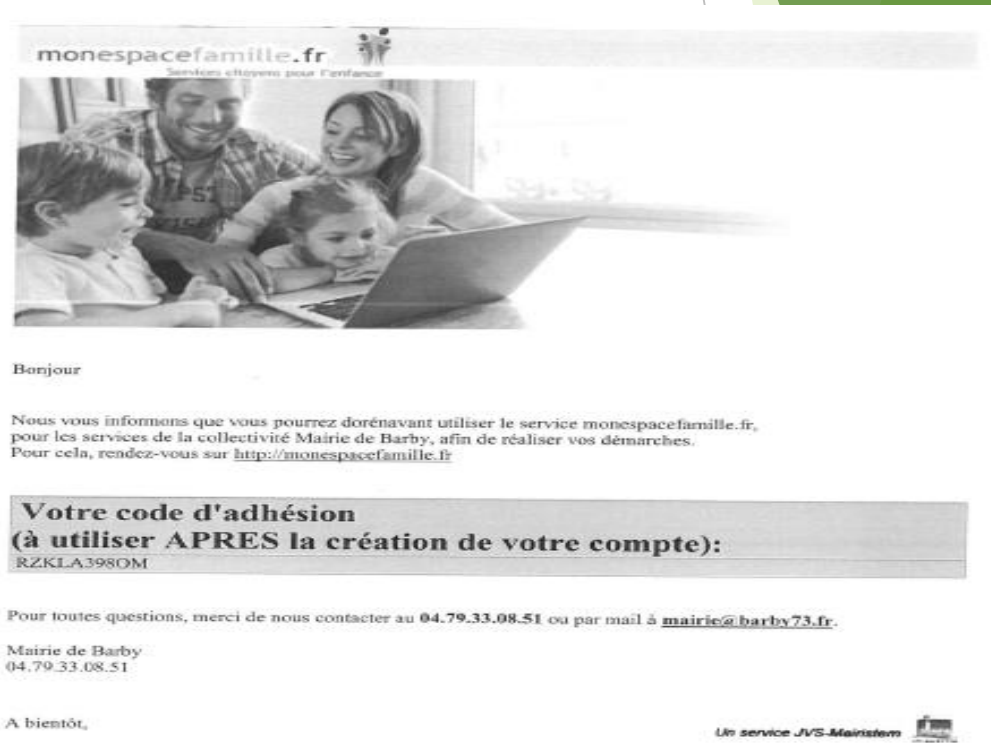 monespacefamille.fr
Services citoyens pour l'enfance
Bonjour
Nous vous informons que vous pourrez dorénavant utiliser le service monespacefamille.fr,
pour les services de la collectivité Mairie de Barby, afin de réaliser vos démarches.
Pour cela, rendez-vous sur http://monespacefamille.fr
Votre code d'adhésion
(à utiliser APRES la création de votre compte):
RZKLA398OM
Pour toutes questions, merci de nous contacter au 04.79.33.08.51 ou par mail à mairie@barby73.fr.
Mairie de Barby
04.79.33.08.51
A bientôt,
Un service JVS-Mairistem